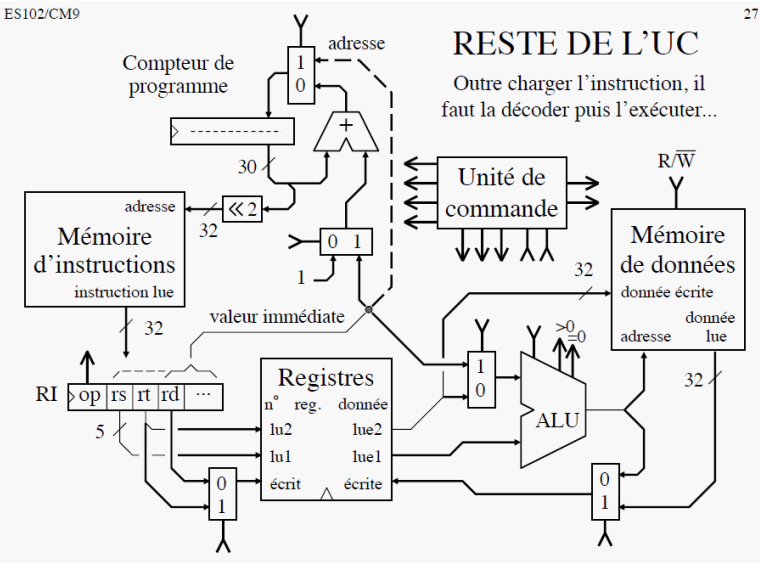 ES102/CM9
27
RESTE DE L'UC
Outre charger l'instruction, il
faut la décoder puis l'exécuter...
adresse
Compteur de
programme
1
0
+
30
R/W
Unité de
commande
adresse
32
≪ 2
Mémoire
d'instructions
instruction lue
0 1
1
Mémoire
de données
32
donnée écrite
donnée
lue
adresse
32
valeur immédiate
>0
=0
32
RI
op rs rt rd ...
5
Registres
n° reg. donnée
lu2 lue2
lu1 lue1
écrit écrite
1
0
ALU
0
1
0
1